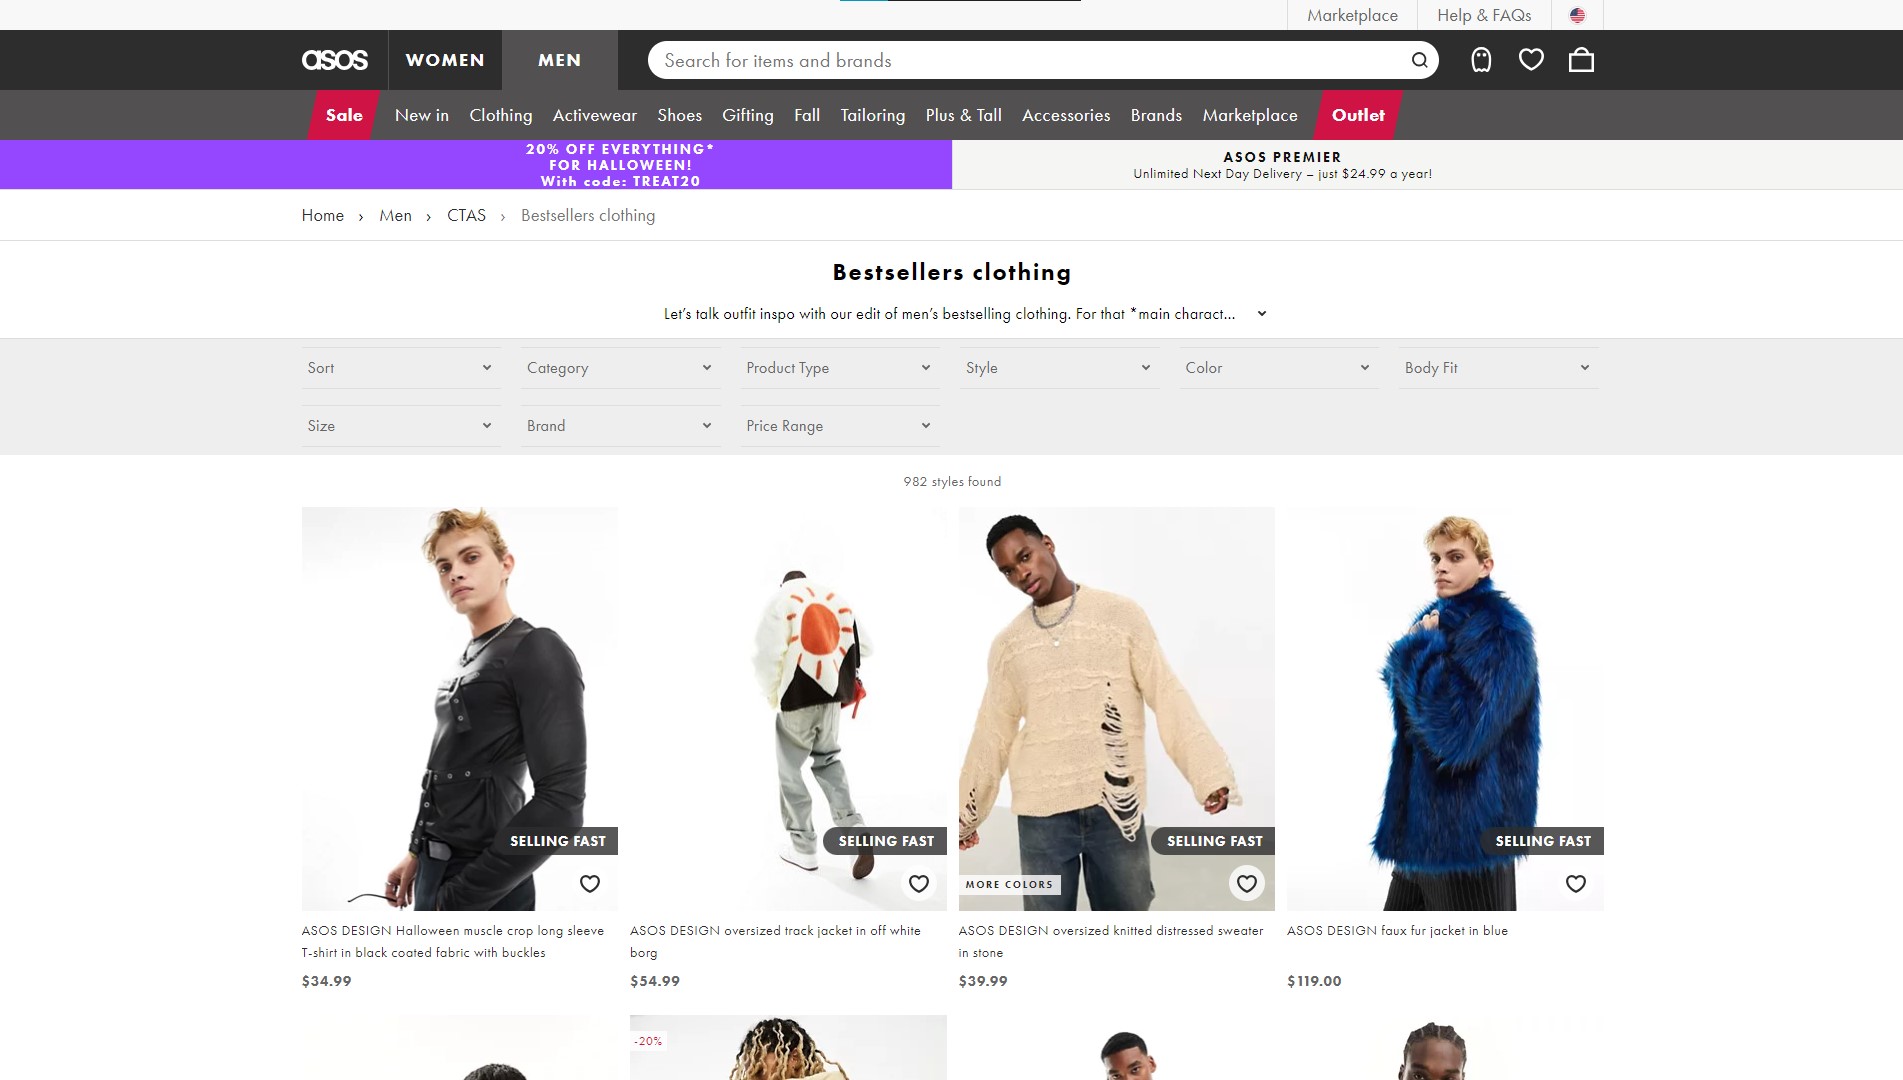 Marketplace
Help & FAQs
asos
WOMEN
MEN
Search for items and brands
Sale
New in
Clothing
Activewear
Shoes
Gifting
Fall
Tailoring
Plus & Tall
Accessories
Brands
Marketplace
Outlet
20% OFF EVERYTHING*
FOR HALLOWEEN!
With code: TREAT20
ASOS PREMIER
Unlimited Next Day Delivery – just $24.99 a year!
Home › Men › CTAS › Bestsellers clothing
Bestsellers clothing
Let's talk outfit inspo with our edit of men's bestselling clothing. For that *main charact...
Sort
Category
Product Type
Style
Color
Body Fit
Size
Brand
Price Range
982 styles found
SELLING FAST
SELLING FAST
SELLING FAST
SELLING FAST
MORE COLORS
ASOS DESIGN Halloween muscle crop long sleeve
T-shirt in black coated fabric with buckles
$34.99
ASOS DESIGN oversized track jacket in off white
borg
$54.99
ASOS DESIGN oversized knitted distressed sweater
in stone
$39.99
ASOS DESIGN faux fur jacket in blue
$119.00
-20%